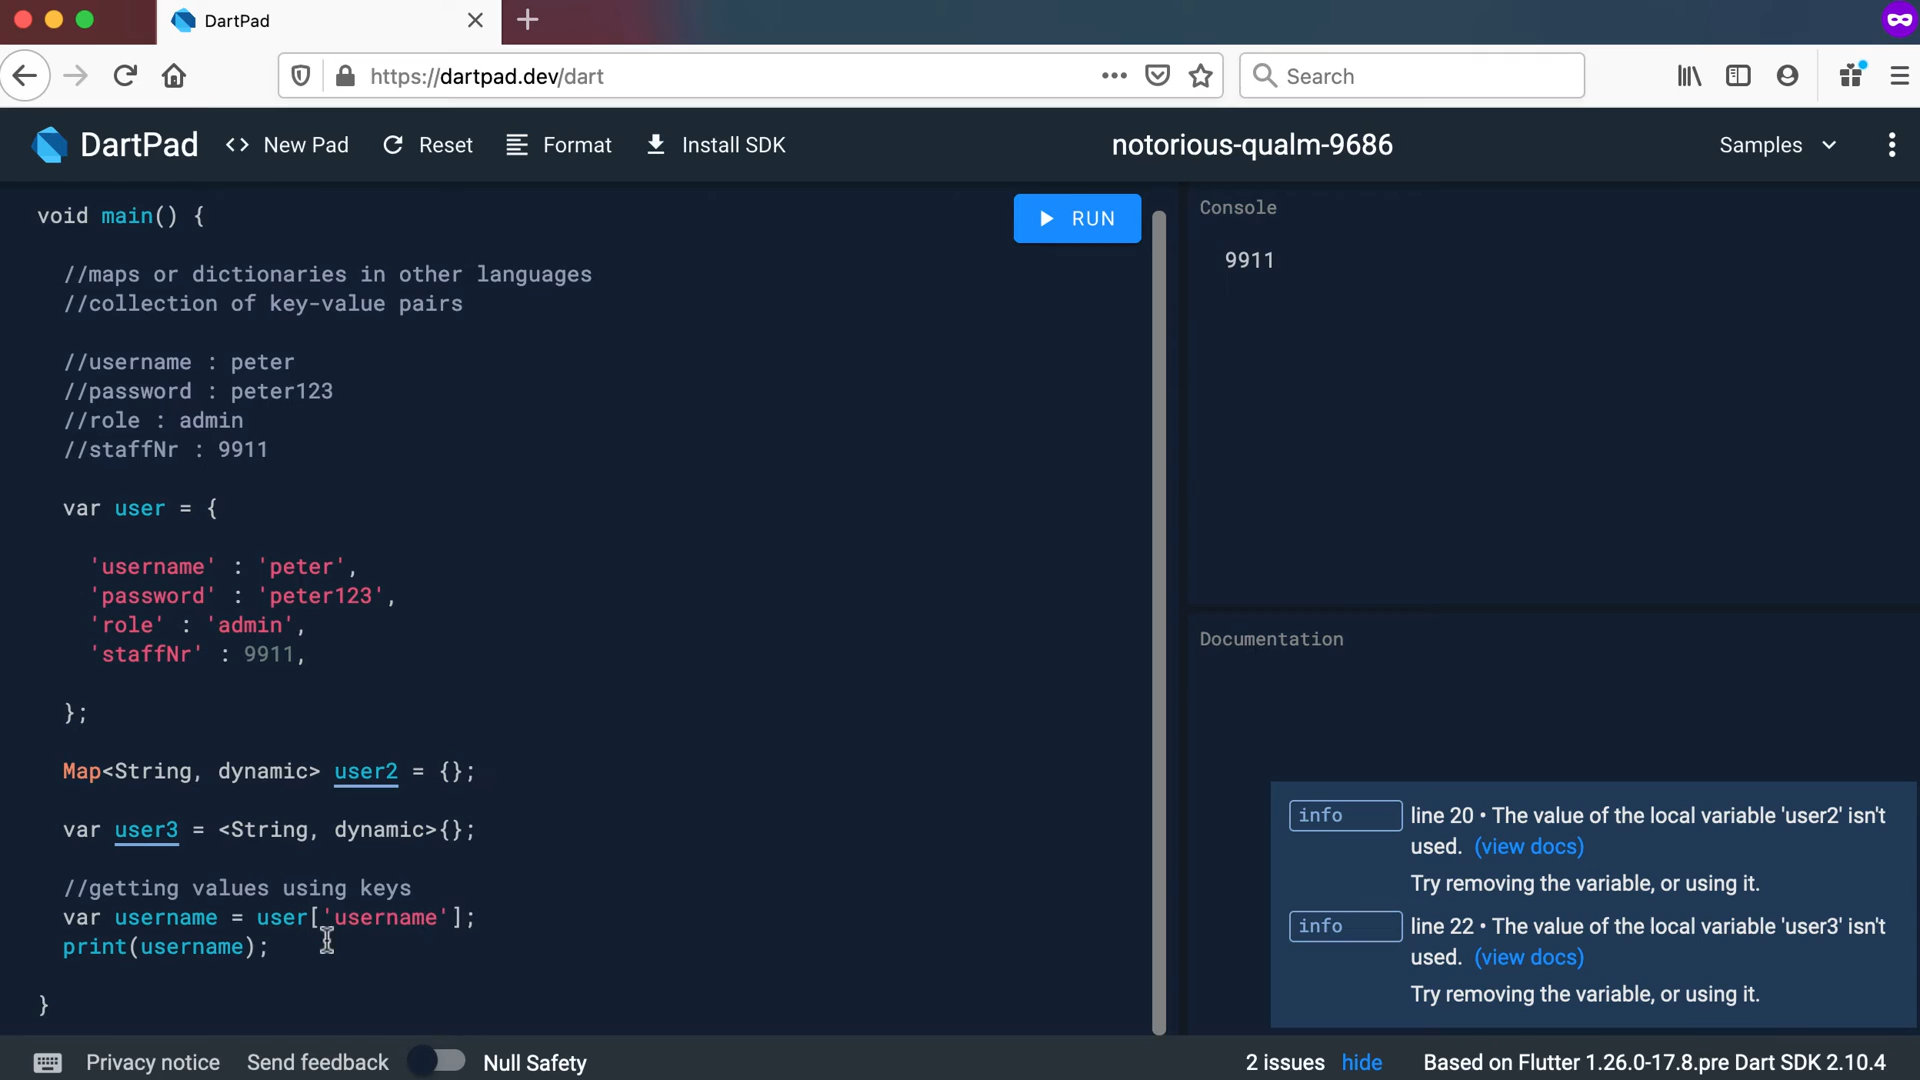 DartPad
https://dartpad.dev/dart
Search
DartPad
<> New Pad
Reset
Format
Install SDK
notorious-qualm-9686
Samples
void main() {
//maps or dictionaries in other languages
//collection of key-value pairs
//username : peter
//password : peter123
//role : admin
//staffNr : 9911
var user = {
'username' : 'peter',
'password' : 'peter123',
'role' : 'admin',
'staffNr' : 9911,
};
Map<String, dynamic> user2 = {};
var user3 = <String, dynamic>{};
//getting values using keys
var username = user['username'];
print(username);
}
RUN
Console
9911
Documentation
info line 20 • The value of the local variable 'user2' isn't
used. (view docs)
Try removing the variable, or using it.
info line 22 • The value of the local variable 'user3' isn't
used. (view docs)
Try removing the variable, or using it.
Privacy notice
Send feedback
Null Safety
2 issues hide
Based on Flutter 1.26.0-17.8.pre Dart SDK 2.10.4